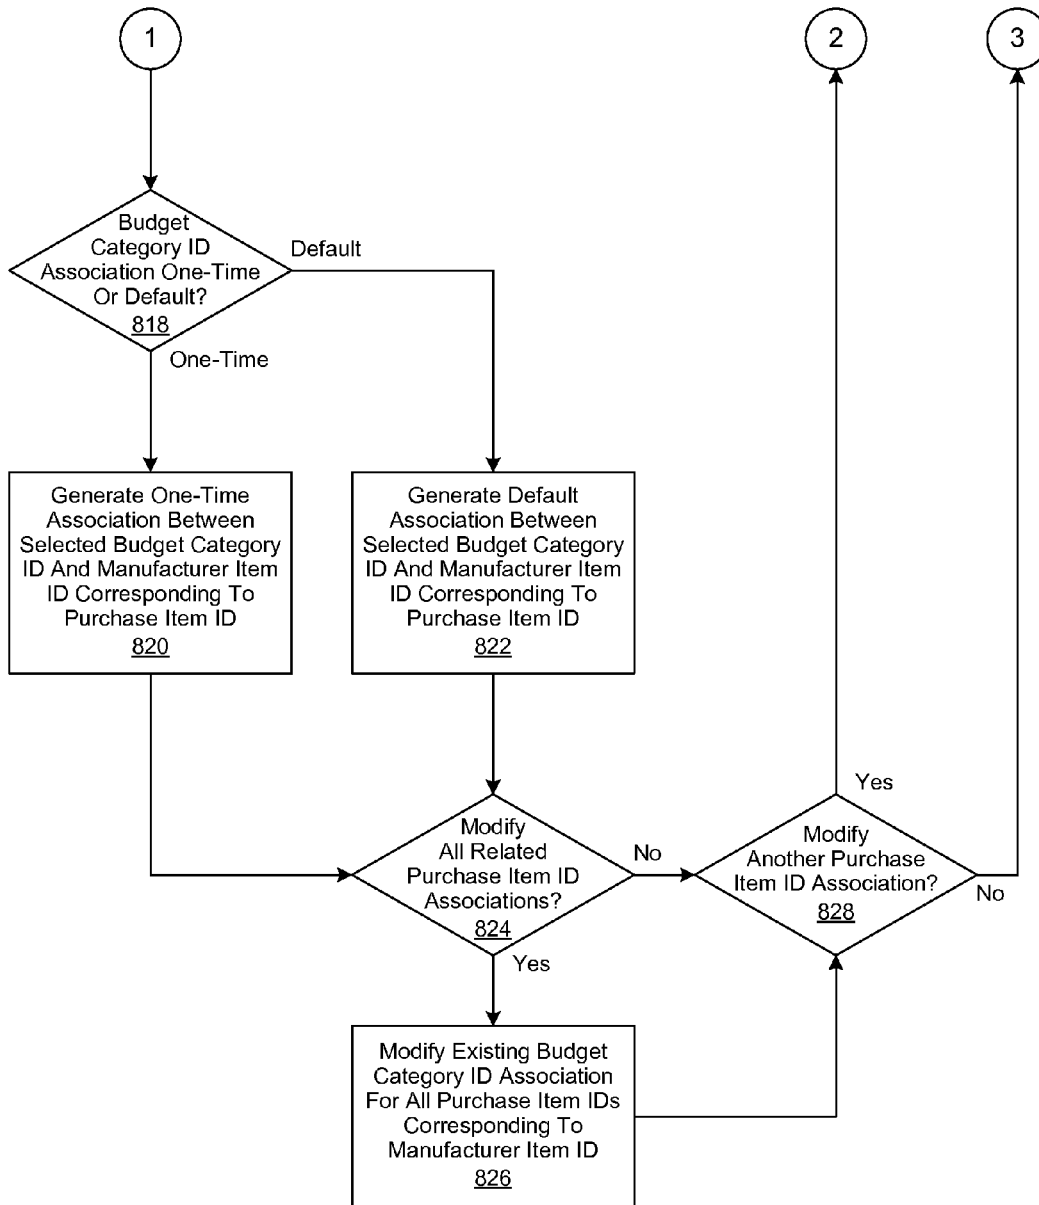 1
2
3
Budget
Category ID
Association One-Time
Or Default?
818
Default
One-Time
Generate One-Time
Association Between
Selected Budget Category
ID And Manufacturer Item
ID Corresponding To
Purchase Item ID
820
Generate Default
Association Between
Selected Budget Category
ID And Manufacturer Item
ID Corresponding To
Purchase Item ID
822
Modify
All Related
Purchase Item ID
Associations?
824
No
Yes
Modify
Another Purchase
Item ID Association?
828
Yes
No
Modify Existing Budget
Category ID Association
For All Purchase Item IDs
Corresponding To
Manufacturer Item ID
826